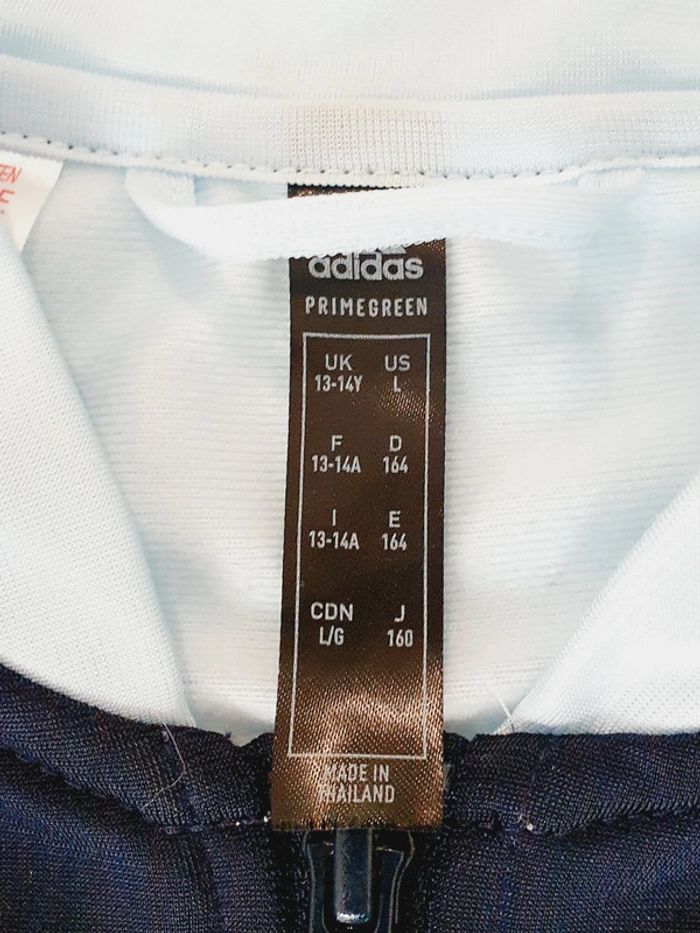 adidas
PRIMEGREEN
UK US
13-14Y L
F D
13-14A 164
I E
13-14A 164
CDN J
L/G 160
MADE IN
THAILAND